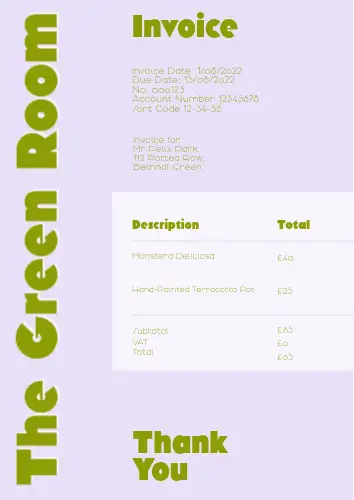 The Green Room
Invoice
Invoice Date: 1/08/2022
Due Date: 15/08/2022
No. 000123
Account Number 12345678
Sort Code 12-34-56
Invoice for
Mr Felix Park,
112 Potted Row,
Bethnal Green
Description Total
Monstera Deliciosa £40
Hand-Painted Terracotta Pot £25
Subtotal £65
VAT £0
Total £65
Thank
You